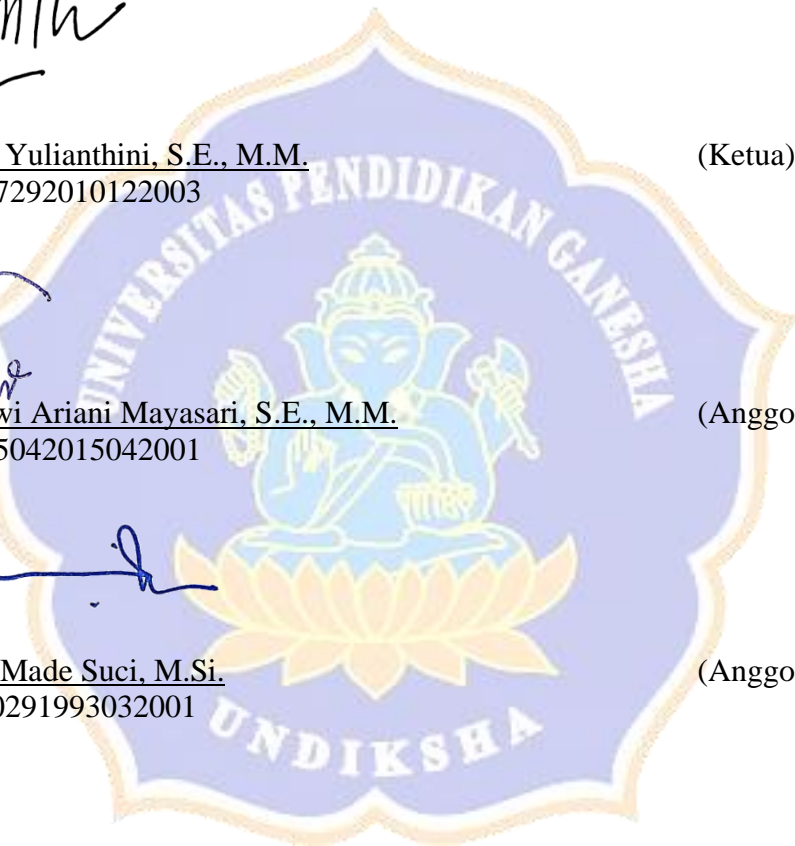 Yulianthini, S.E., M.M. (Ketua)
7292010122003
UNIVERSITAS PENDIDIKAN GANESHA
wi Ariani Mayasari, S.E., M.M. (Anggo
5042015042001
Made Suci, M.Si. (Anggo
0291993032001
UNDIKSHA